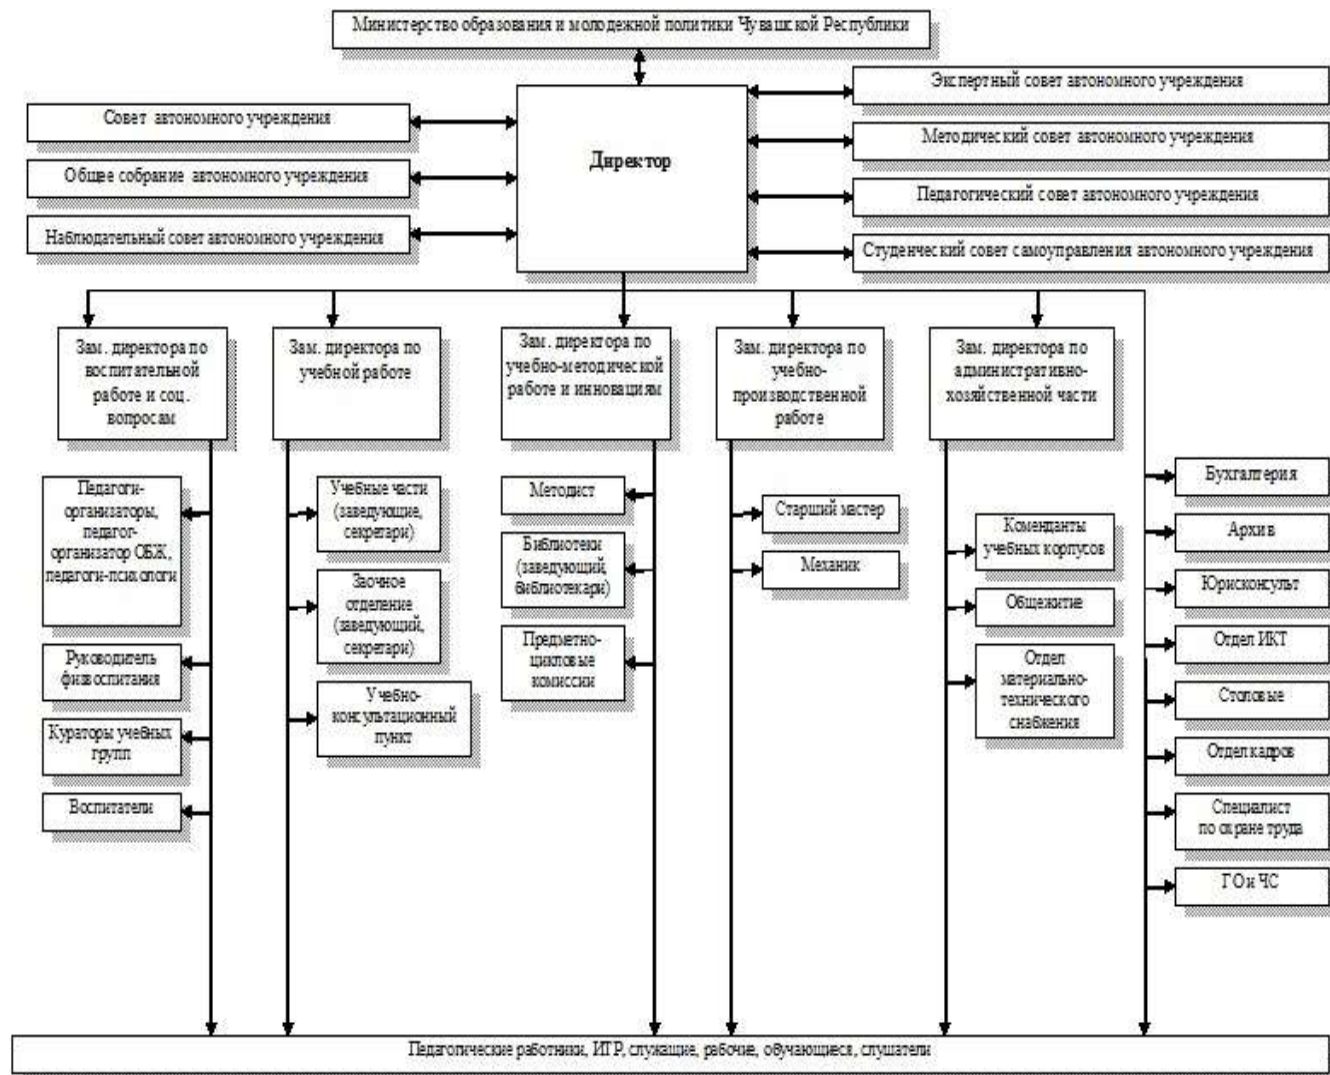 Министерство образования и молодежной политики Чувашской Республики
Экспертный совет автономного учреждения
Совет автономного учреждения
Методический совет автономного учреждения
Директор
Общее собрание автономного учреждения
Педагогический совет автономного учреждения
Наблюдательный совет автономного учреждения
Студенческий совет самоуправления автономного учреждения
Зам. директора по
воспитательной
работе и соц.
вопросам
Зам. директора по
учебной работе
Зам. директора по
учебно-методической
работе и инновациям
Зам. директора по
учебно-
производственной
работе
Зам. директора по
административно-
хозяйственной части
Педагоги-
организаторы,
педагог-
организатор ОБЖ,
педагоги-психологи
Руководитель
физвоспитания
Кураторы учебных
групп
Воспитатели
Учебные части
(заведующие,
секретари)
Заочное
отделение
(заведующий,
секретари)
Учебно-
консультационный
пункт
Методист
Библиотеки
(заведующий,
библиотекари)
Предметно-
цикловые
комиссии
Старший мастер
Механик
Коменданты
учебных корпусов
Общежитие
Отдел
материально-
технического
снабжения
Бухгалтерия
Архив
Юрисконсульт
Отдел ИКТ
Столовые
Отдел кадров
Специалист
по охране труда
ГО и ЧС
Педагогические работники, ИТР, служащие, рабочие, обучающиеся, слушатели